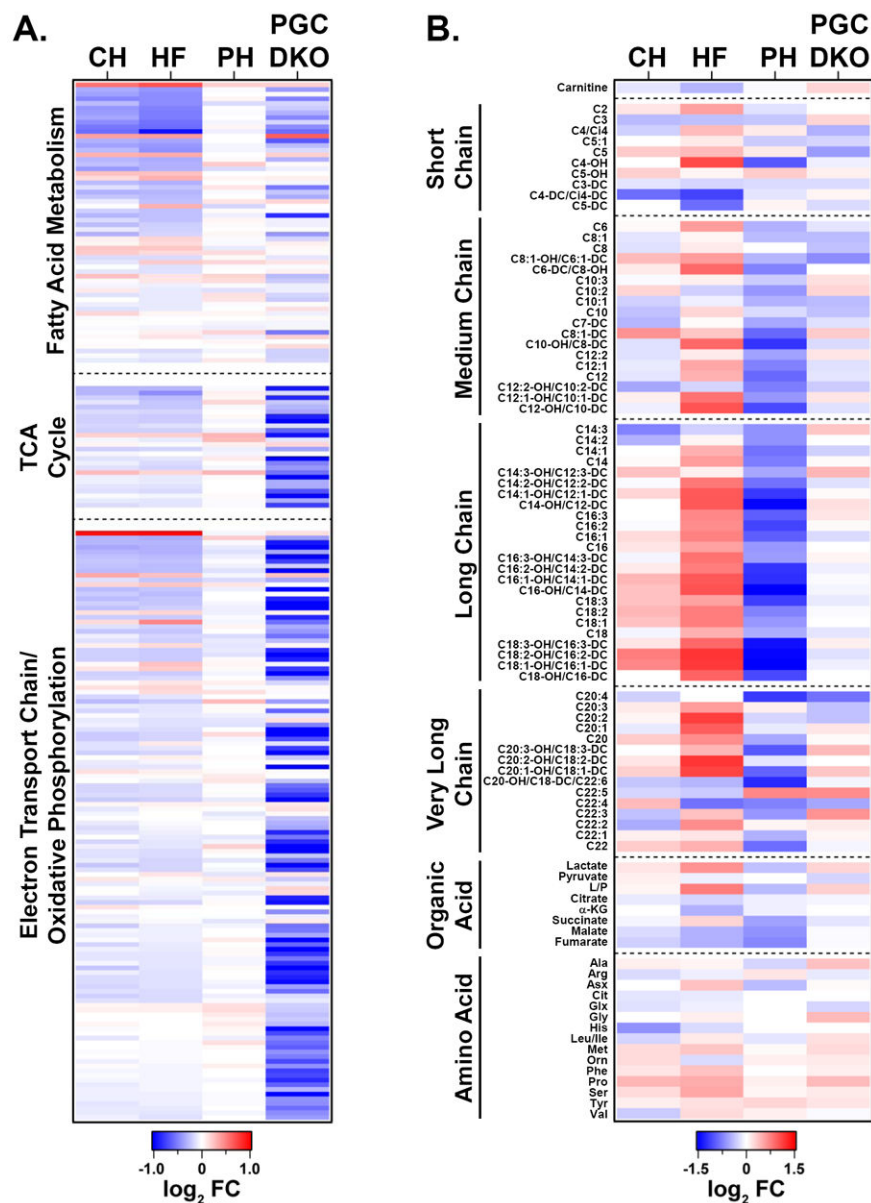 A.
CH
HF
PH
PGC
DKO
Fatty Acid Metabolism
TCA
Cycle
Electron Transport Chain/
Oxidative Phosphorylation
-1.0
0
1.0
log2 FC
B.
CH
HF
PH
PGC
DKO
Carnitine
Short
Chain
C2
C3
C4/Ci4
C5:1
C5
C4-OH
C5-OH
C3-DC
C4-DC/Ci4-DC
C5-DC
Medium Chain
C6
C8:1
C8
C8:1-OH/C6:1-DC
C6-DC/C8-OH
C10:3
C10:2
C10:1
C10
C7-DC
C8:1-DC
C10-OH/C8-DC
C12:2
C12:1
C12
C12:2-OH/C10:2-DC
C12:1-OH/C10:1-DC
C12-OH/C10-DC
Long Chain
C14:3
C14:2
C14:1
C14
C14:3-OH/C12:3-DC
C14:2-OH/C12:2-DC
C14:1-OH/C12:1-DC
C14-OH/C12-DC
C16:3
C16:2
C16:1
C16
C16:3-OH/C14:3-DC
C16:2-OH/C14:2-DC
C16:1-OH/C14:1-DC
C16-OH/C14-DC
C18:3
C18:2
C18:1
C18
C18:3-OH/C16:3-DC
C18:2-OH/C16:2-DC
C18:1-OH/C16:1-DC
C18-OH/C16-DC
Very Long
Chain
C20:4
C20:3
C20:2
C20:1
C20
C20:3-OH/C18:3-DC
C20:2-OH/C18:2-DC
C20:1-OH/C18:1-DC
C20-OH/C18-DC/C22:6
C22:5
C22:4
C22:3
C22:2
C22:1
C22
Organic
Acid
Lactate
Pyruvate
L/P
Citrate
α-KG
Succinate
Malate
Fumarate
Amino Acid
Ala
Arg
Asx
Cit
Glx
Gly
His
Leu/Ile
Met
Orn
Phe
Pro
Ser
Tyr
Val
-1.5
0
1.5
log2 FC